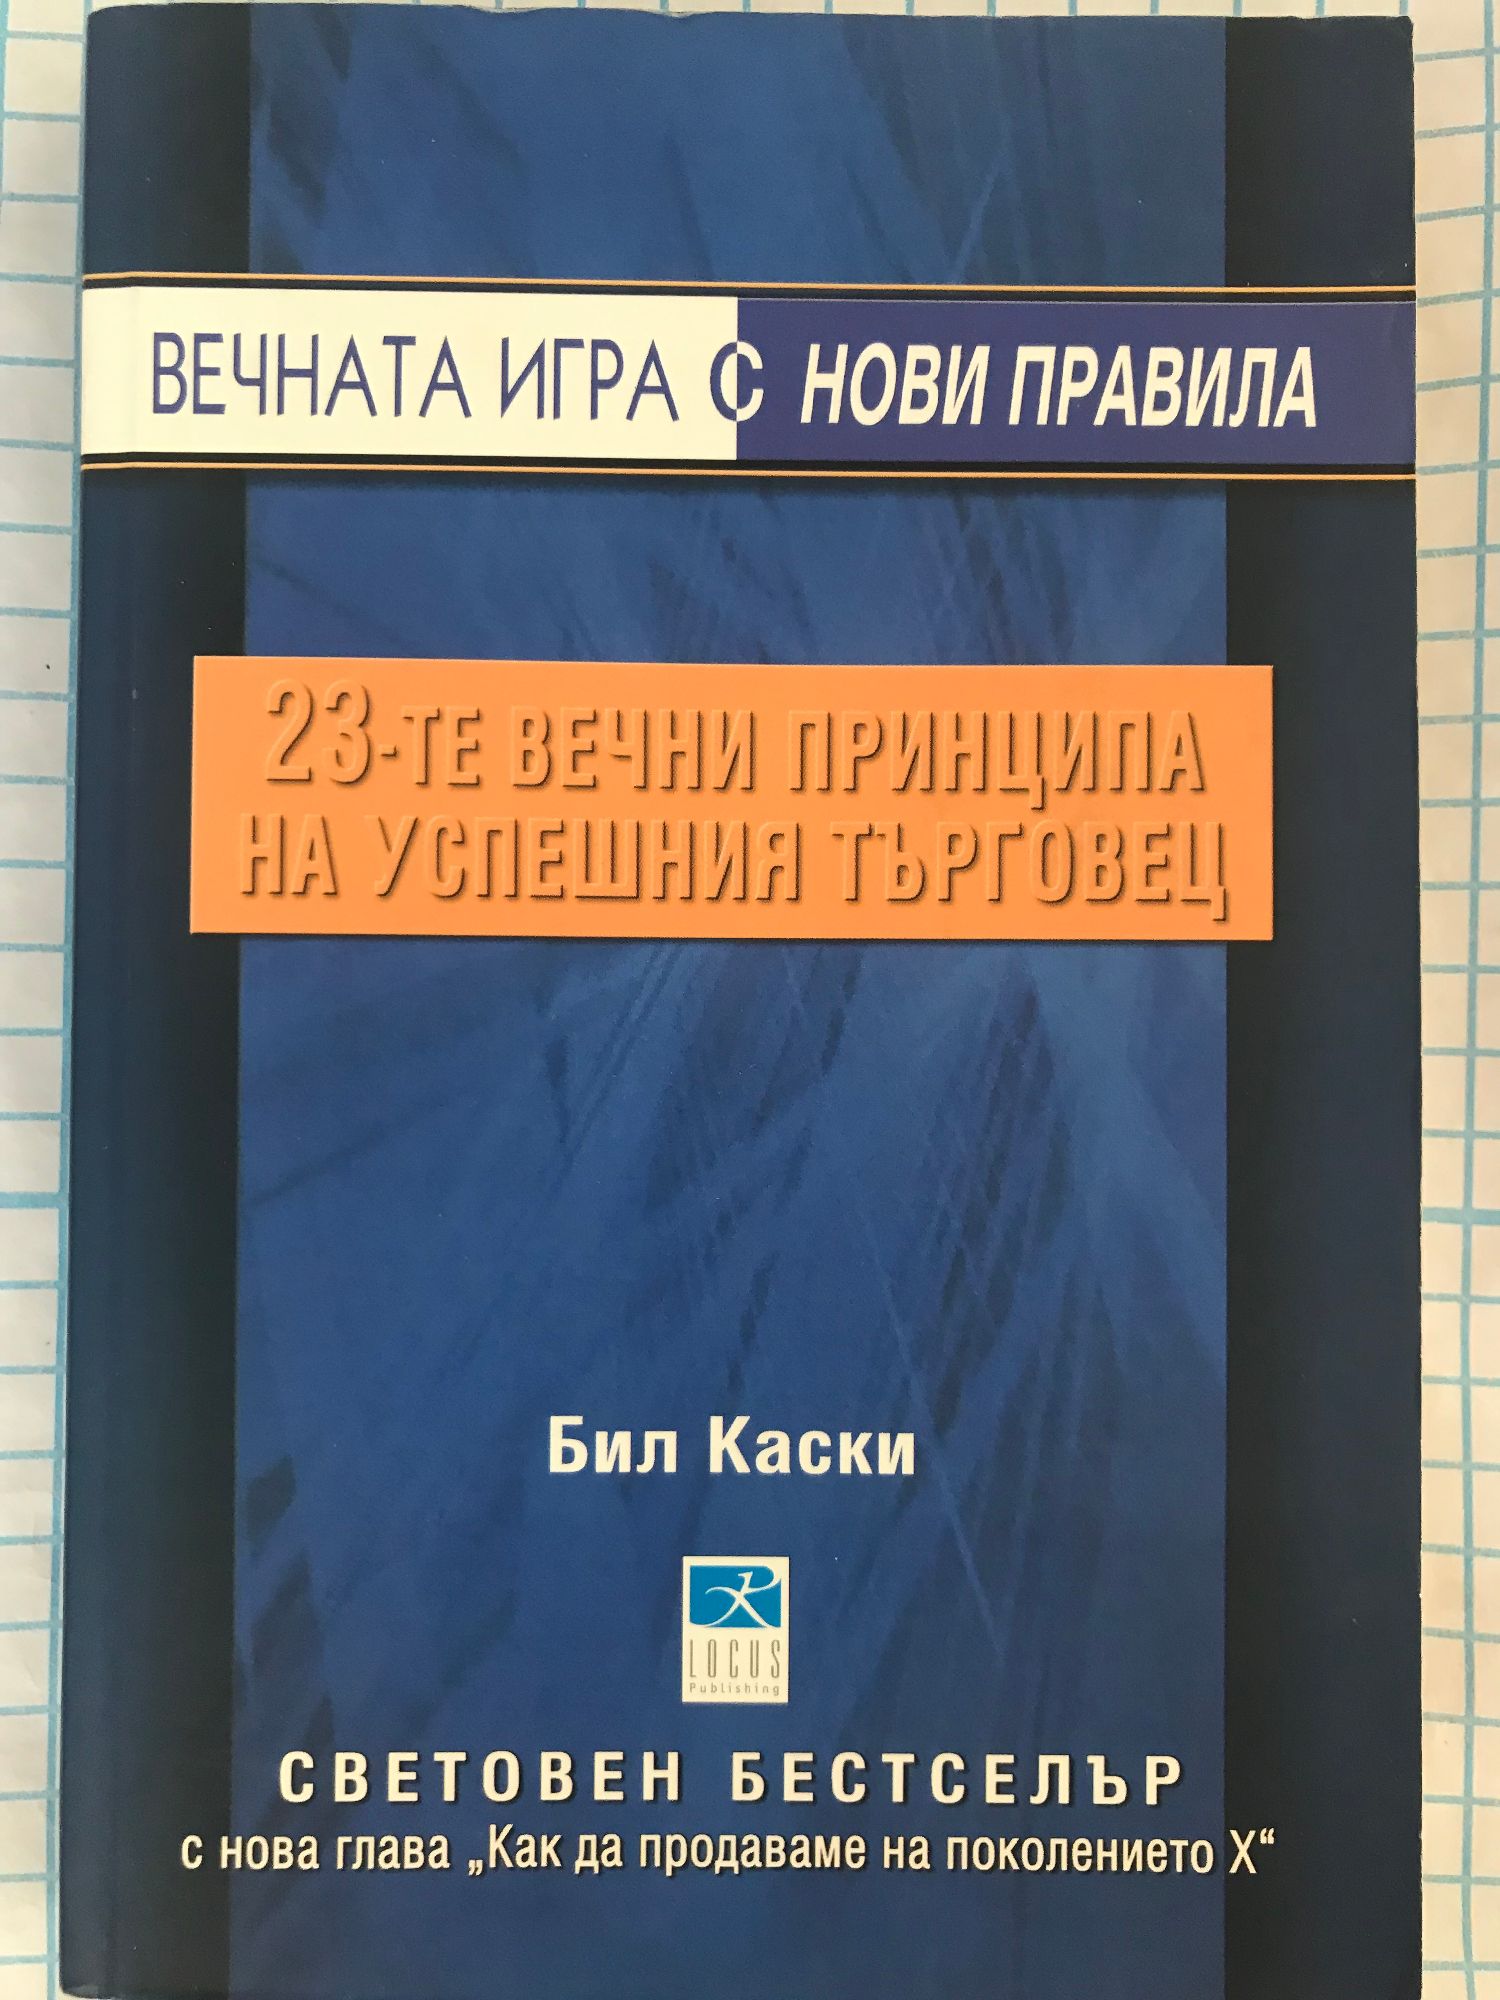 ВЕЧНАТА ИГРА С НОВИ ПРАВИЛА
23-ТЕ ВЕЧНИ ПРИНЦИПА
НА УСПЕШНИЯ ТЪРГОВЕЦ
Бил Каски
LOCUS
Publishing
СВЕТОВЕН БЕСТСЕЛЪР
с нова глава „Как да продаваме на поколението X“